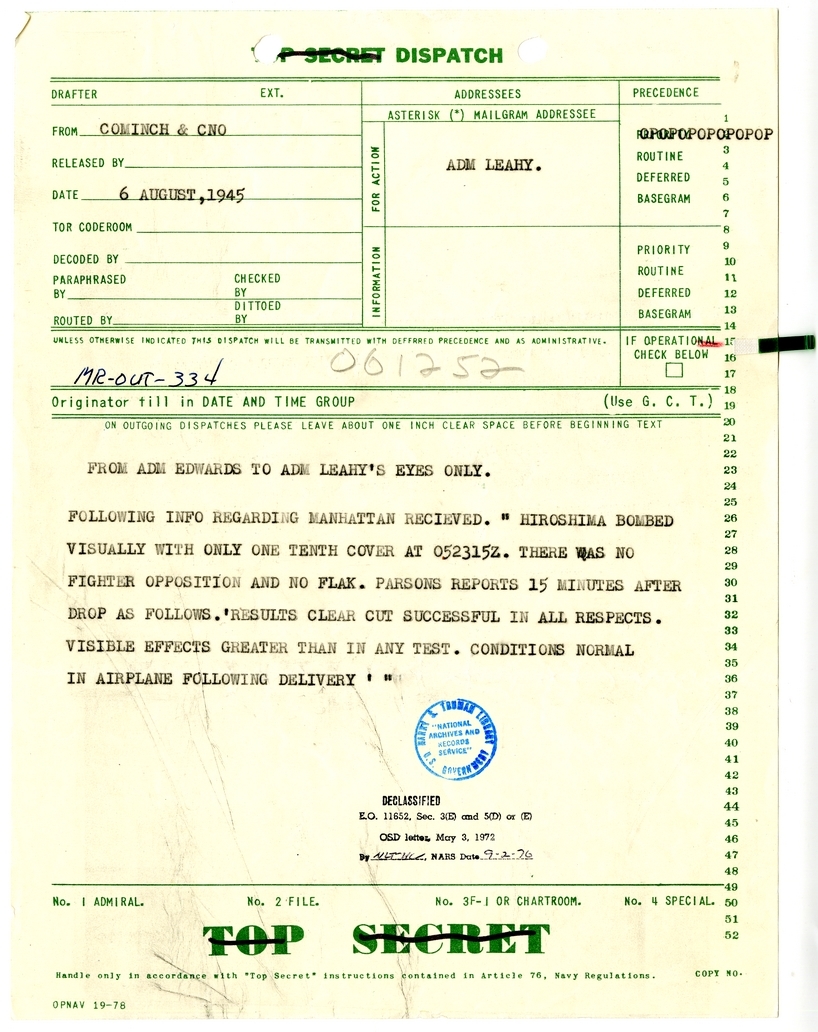 TOP SECRET DISPATCH
DRAFTER EXT.
ADDRESSEES
PRECEDENCE
ASTERISK (*) MAILGRAM ADDRESSEE
FROM COMINCH & CNO
RELEASED BY
DATE 6 AUGUST,1945
TOR CODEROOM
DECODED BY
PARAPHRASED BY
CHECKED BY
DITTOED BY
ROUTED BY
FOR ACTION
ADM LEAHY.
INFORMATION
OPOPOPOPOPOPOP
ROUTINE
DEFERRED
BASEGRAM
PRIORITY
ROUTINE
DEFERRED
BASEGRAM
UNLESS OTHERWISE INDICATED THIS DISPATCH WILL BE TRANSMITTED WITH DEFERRED PRECEDENCE AND AS ADMINISTRATIVE.
IF OPERATIONAL
CHECK BELOW
061252
MR-OUT-334
Originator fill in DATE AND TIME GROUP (Use G. C. T.)
ON OUTGOING DISPATCHES PLEASE LEAVE ABOUT ONE INCH CLEAR SPACE BEFORE BEGINNING TEXT
FROM ADM EDWARDS TO ADM LEAHY'S EYES ONLY.
FOLLOWING INFO REGARDING MANHATTAN RECIEVED. " HIROSHIMA BOMBED
VISUALLY WITH ONLY ONE TENTH COVER AT 052315Z. THERE WAS NO
FIGHTER OPPOSITION AND NO FLAK. PARSONS REPORTS 15 MINUTES AFTER
DROP AS FOLLOWS.'RESULTS CLEAR CUT SUCCESSFUL IN ALL RESPECTS.
VISIBLE EFFECTS GREATER THAN IN ANY TEST. CONDITIONS NORMAL
IN AIRPLANE FOLLOWING DELIVERY ' "
HARRY S. TRUMAN LIBRARY
"NATIONAL
ARCHIVES AND
RECORDS
SERVICE"
U.S. GOVERNMENT
DECLASSIFIED
E.O. 11652, Sec. 3(E) and 5(D) or (E)
OSD letter, May 3, 1972
By NLT-HC, NARS Date 9-2-76
No. 1 ADMIRAL. No. 2 FILE. No. 3F-1 OR CHARTROOM. No. 4 SPECIAL.
TOP SECRET
Handle only in accordance with "Top Secret" instructions contained in Article 76, Navy Regulations. COPY NO.
OPNAV 19-78
1
3
4
5
6
7
8
9
10
11
12
13
14
15
16
17
18
19
20
21
22
23
24
25
26
27
28
29
30
31
32
33
34
35
36
37
38
39
40
41
42
43
44
45
46
47
48
49
50
51
52